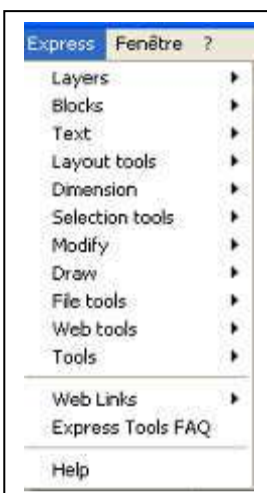 Express Fenêtre ?
Layers
Blocks
Text
Layout tools
Dimension
Selection tools
Modify
Draw
File tools
Web tools
Tools
Web Links
Express Tools FAQ
Help